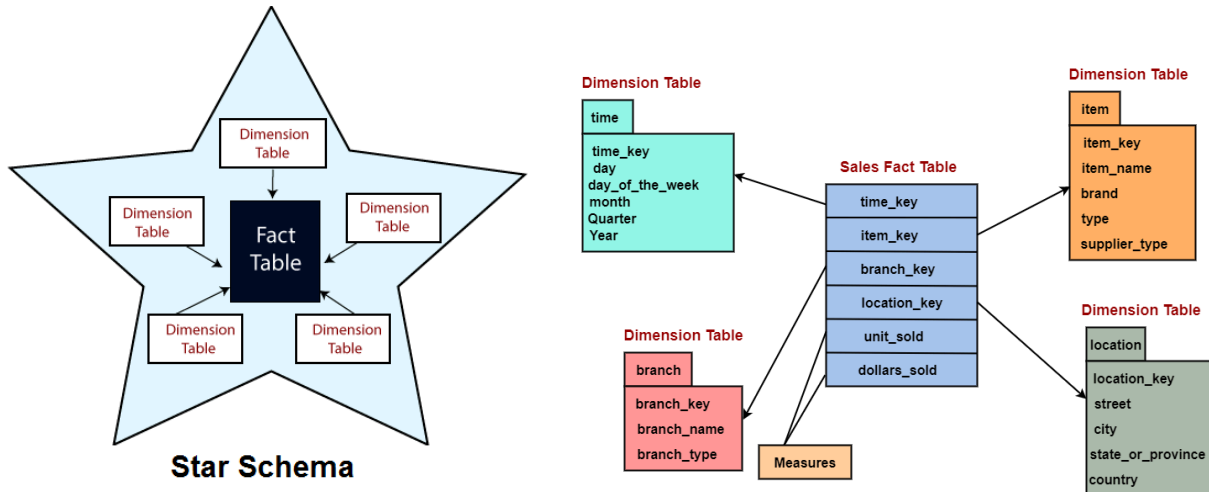 Dimension
Table
Dimension
Table
Dimension
Table
Fact
Table
Dimension
Table
Dimension
Table
Star Schema
Dimension Table
time
time_key
day
day_of_the_week
month
Quarter
Year
Sales Fact Table
time_key
item_key
branch_key
location_key
unit_sold
dollars_sold
Dimension Table
item
item_key
item_name
brand
type
supplier_type
Dimension Table
branch
branch_key
branch_name
branch_type
Measures
Dimension Table
location
location_key
street
city
state_or_province
country